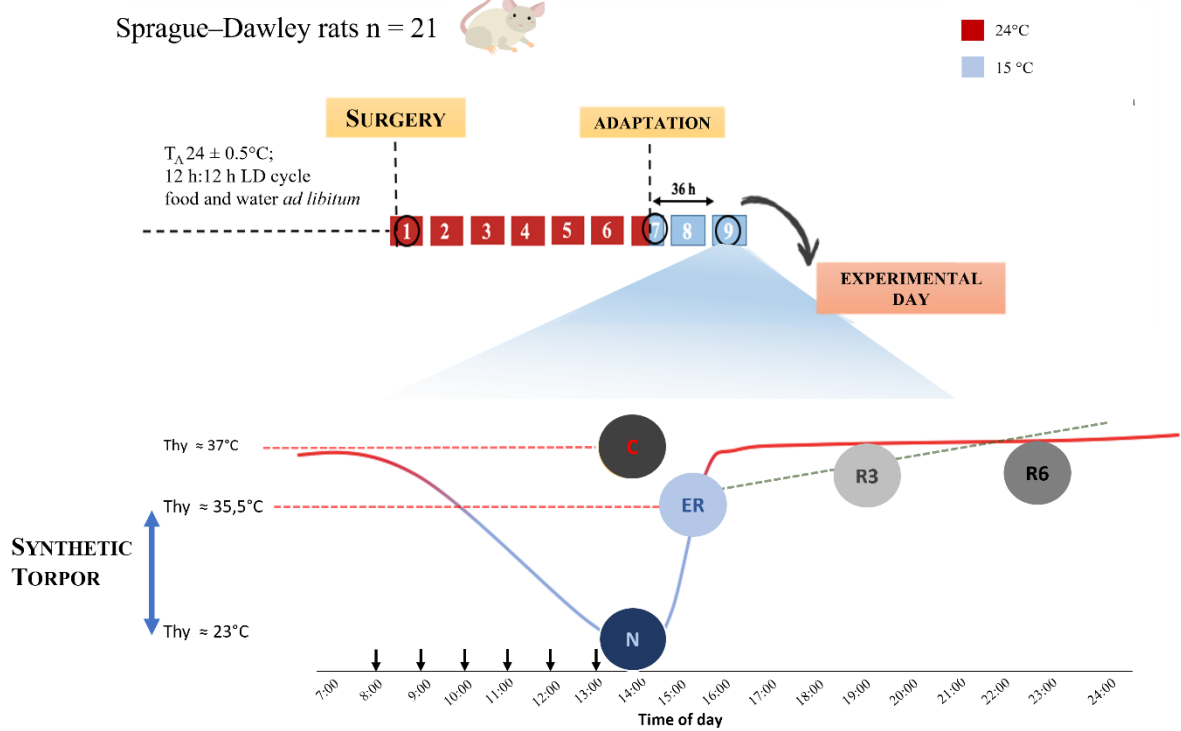 Sprague–Dawley rats n = 21
24°C
15 °C
SURGERY
ADAPTATION
TA 24 ± 0.5°C;
12 h:12 h LD cycle
food and water ad libitum
36 h
1 2 3 4 5 6 7 8 9
EXPERIMENTAL
DAY
Thy ≈ 37°C
C
Thy ≈ 35,5°C
ER
R3
R6
SYNTHETIC
TORPOR
Thy ≈ 23°C
N
7:00 8:00 9:00 10:00 11:00 12:00 13:00 14:00 15:00 16:00 17:00 18:00 19:00 20:00 21:00 22:00 23:00 24:00
Time of day